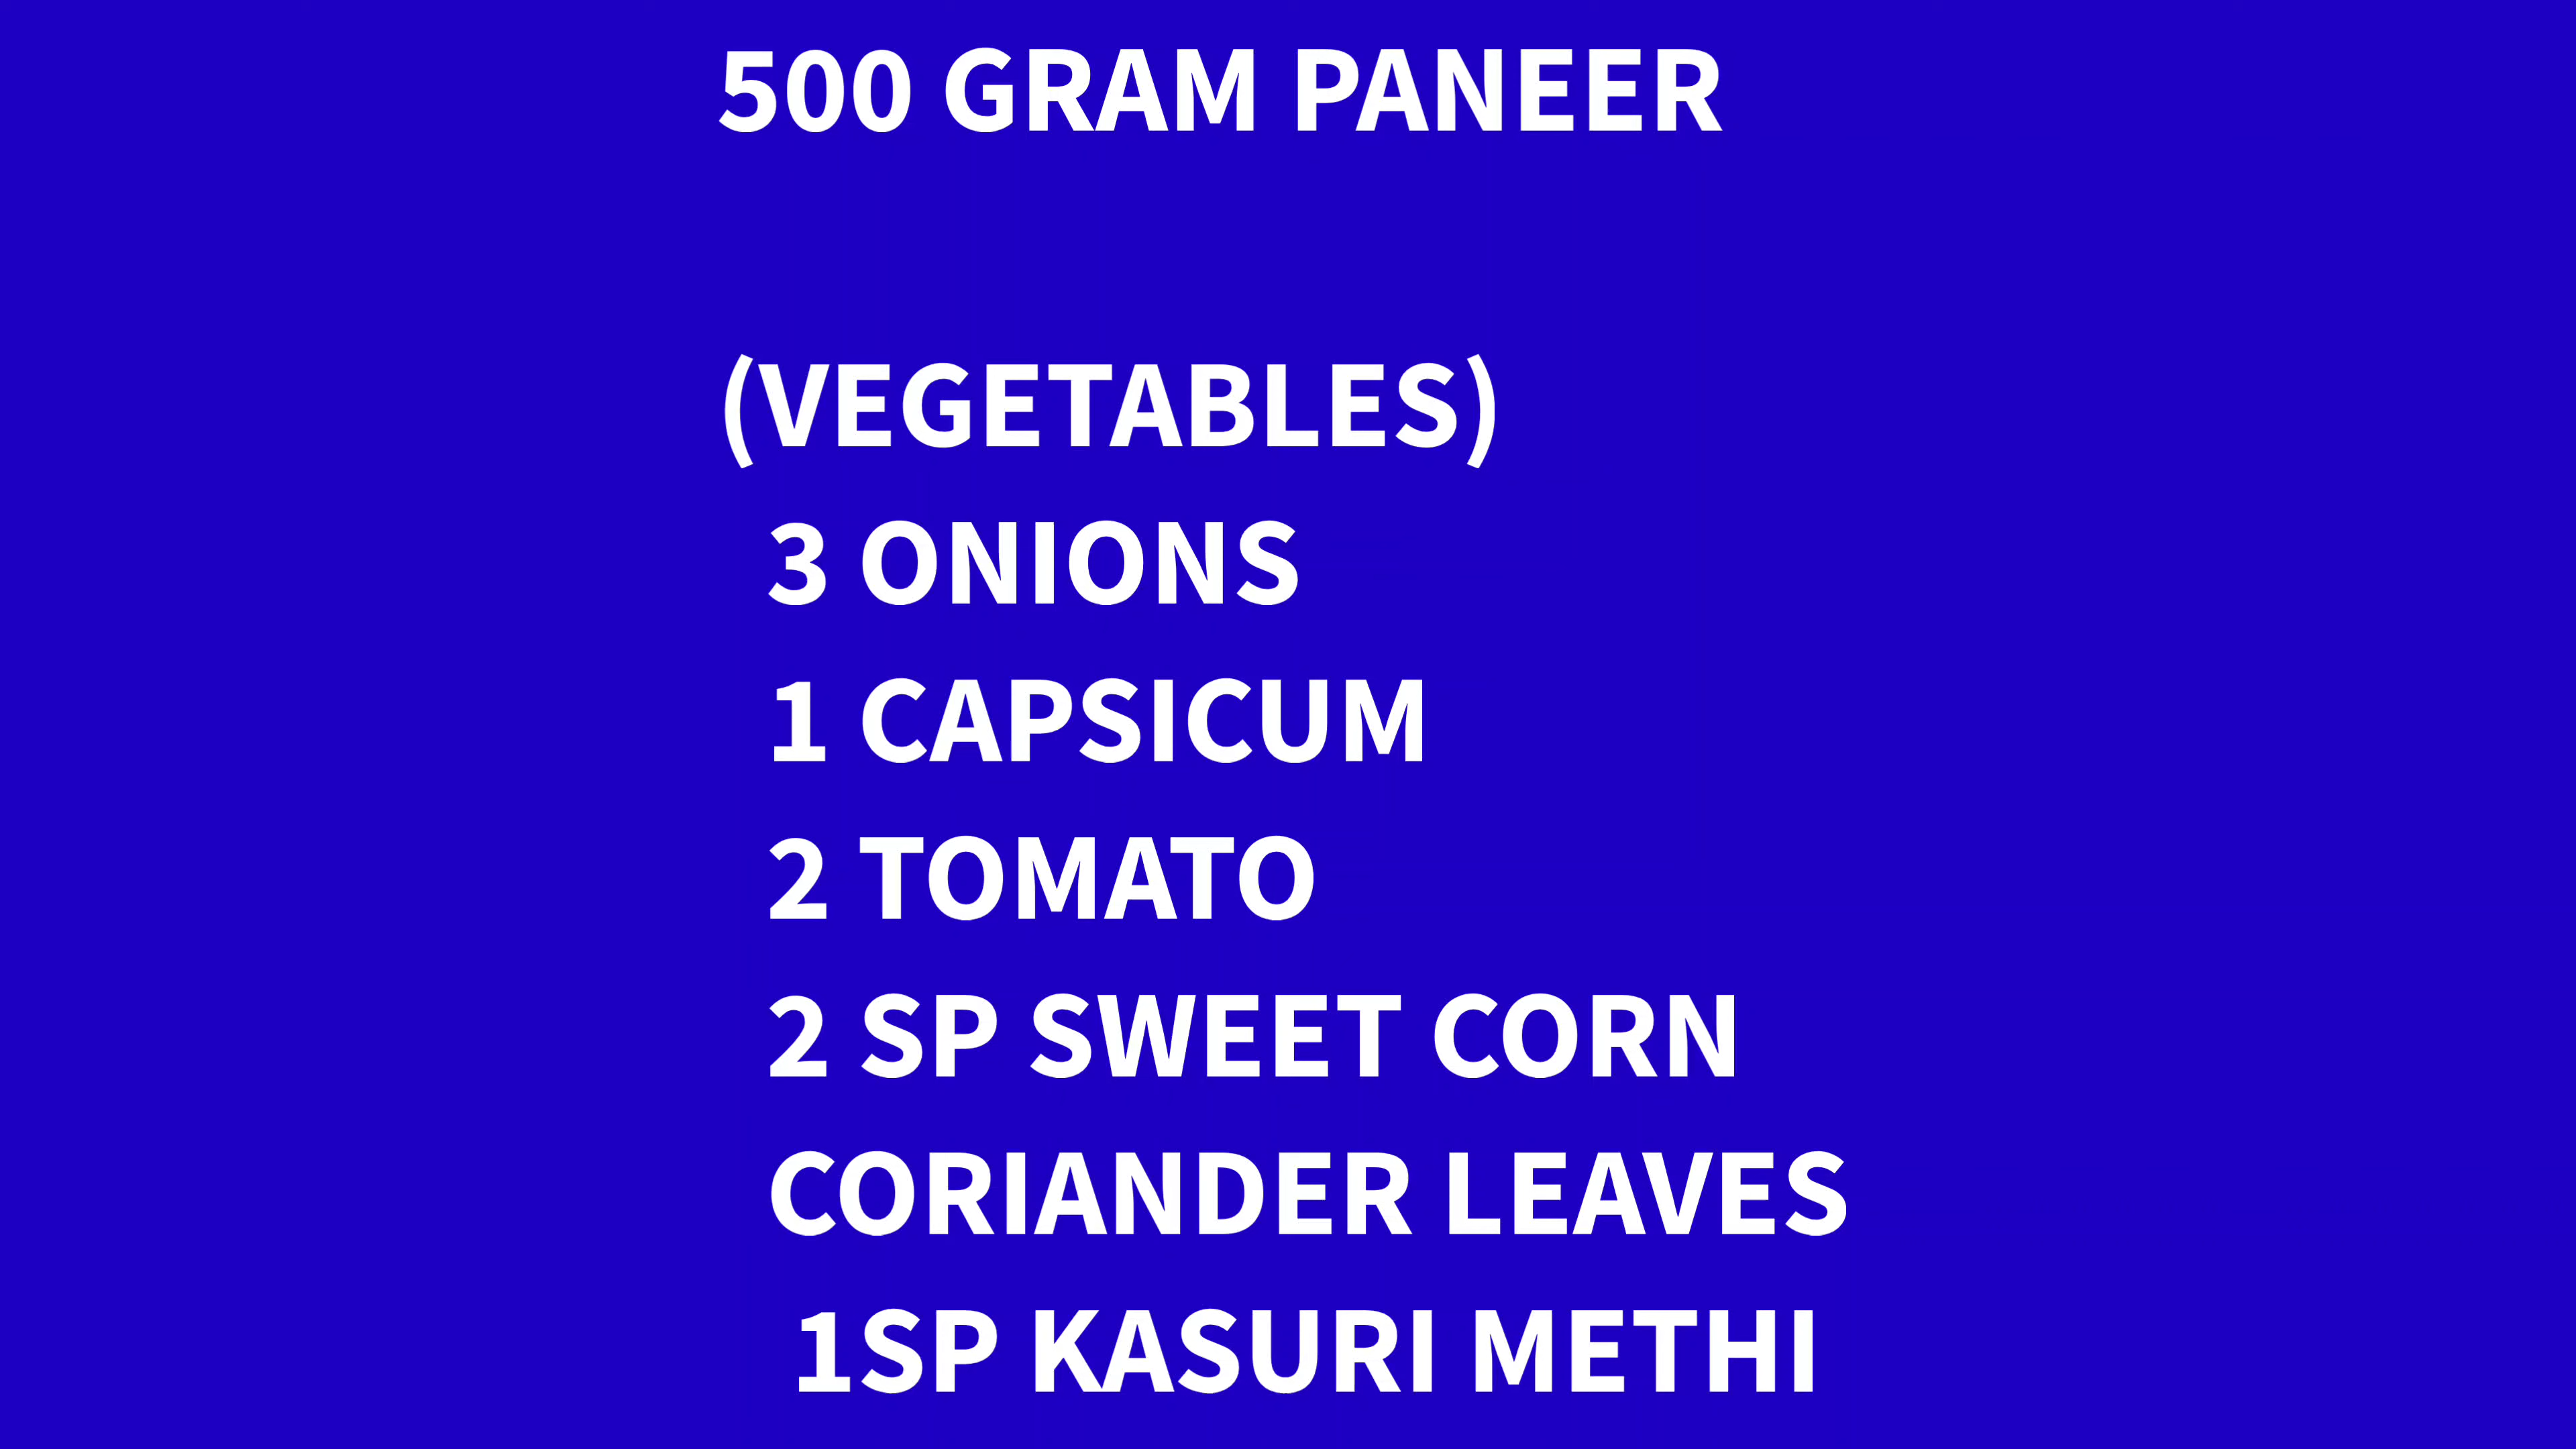 500 GRAM PANEER
(VEGETABLES)
3 ONIONS
1 CAPSICUM
2 TOMATO
2 SP SWEET CORN
CORIANDER LEAVES
1SP KASURI METHI